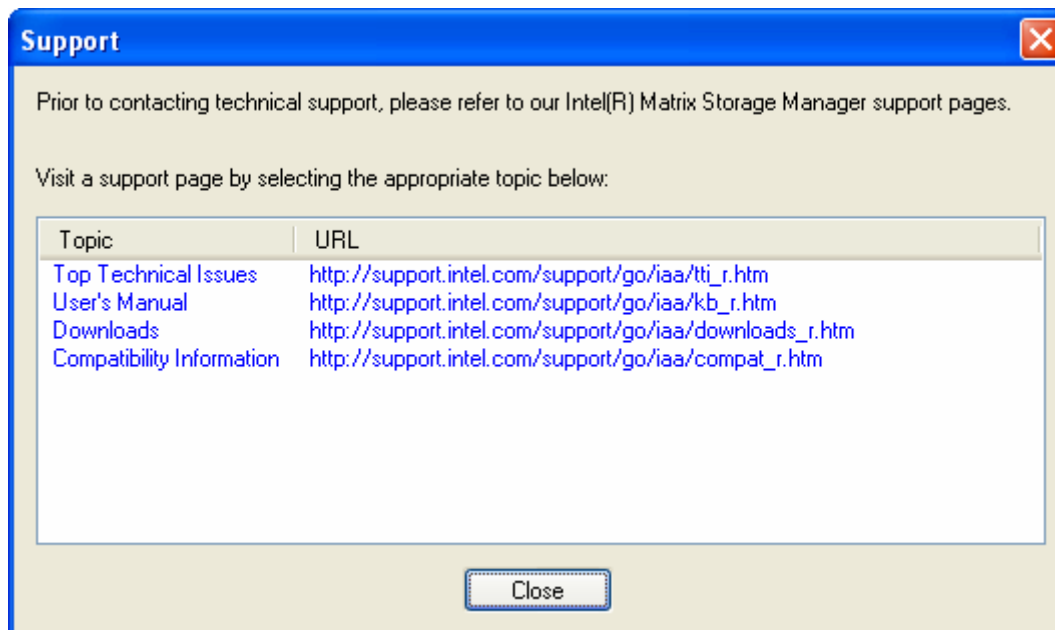 Support
Prior to contacting technical support, please refer to our Intel(R) Matrix Storage Manager support pages.
Visit a support page by selecting the appropriate topic below:
Topic URL
Top Technical Issues http://support.intel.com/support/go/iaa/tti_r.htm
User's Manual http://support.intel.com/support/go/iaa/kb_r.htm
Downloads http://support.intel.com/support/go/iaa/downloads_r.htm
Compatibility Information http://support.intel.com/support/go/iaa/compat_r.htm
Close